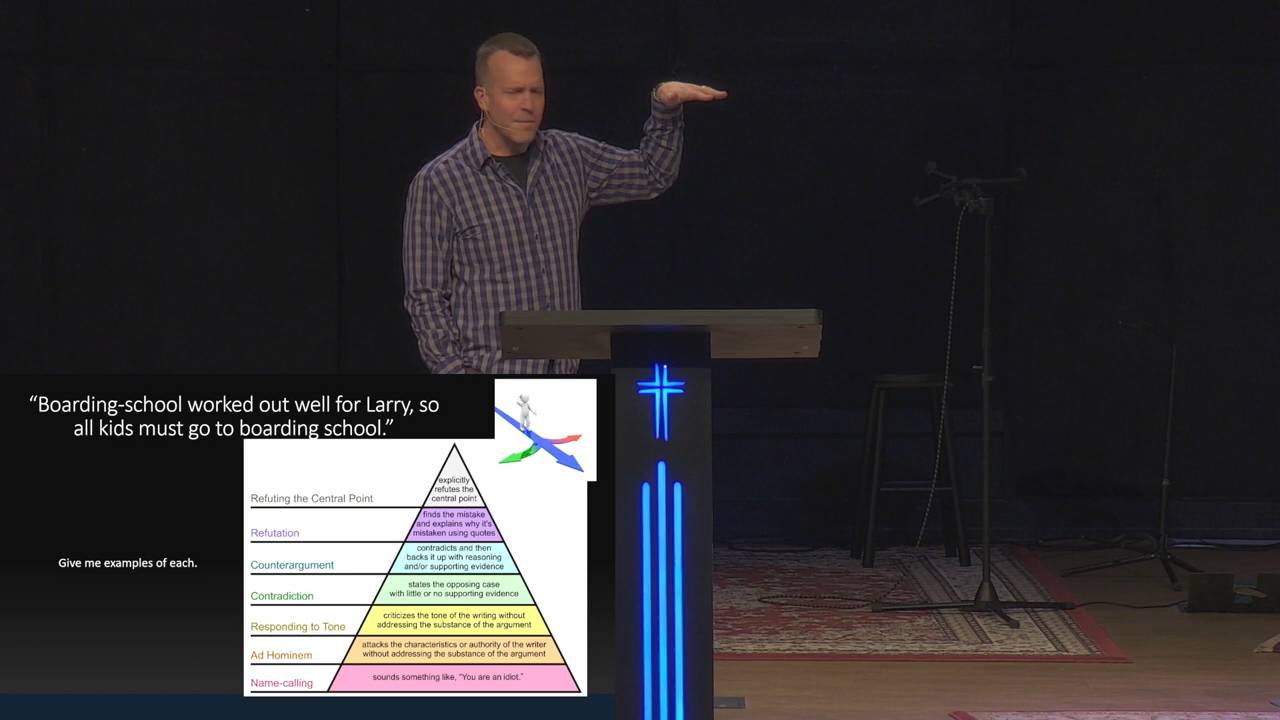 “Boarding-school worked out well for Larry, so
all kids must go to boarding school.”
Give me examples of each.
Refuting the Central Point
explicitly
refutes the
central point
Refutation
finds the mistake
and explains why it's
mistaken using quotes
Counterargument
contradicts and then
backs it up with reasoning
and/or supporting evidence
Contradiction
states the opposing case
with little or no supporting evidence
Responding to Tone
criticizes the tone of the writing without
addressing the substance of the argument
Ad Hominem
attacks the characteristics or authority of the writer
without addressing the substance of the argument
Name-calling
sounds something like, “You are an idiot.”